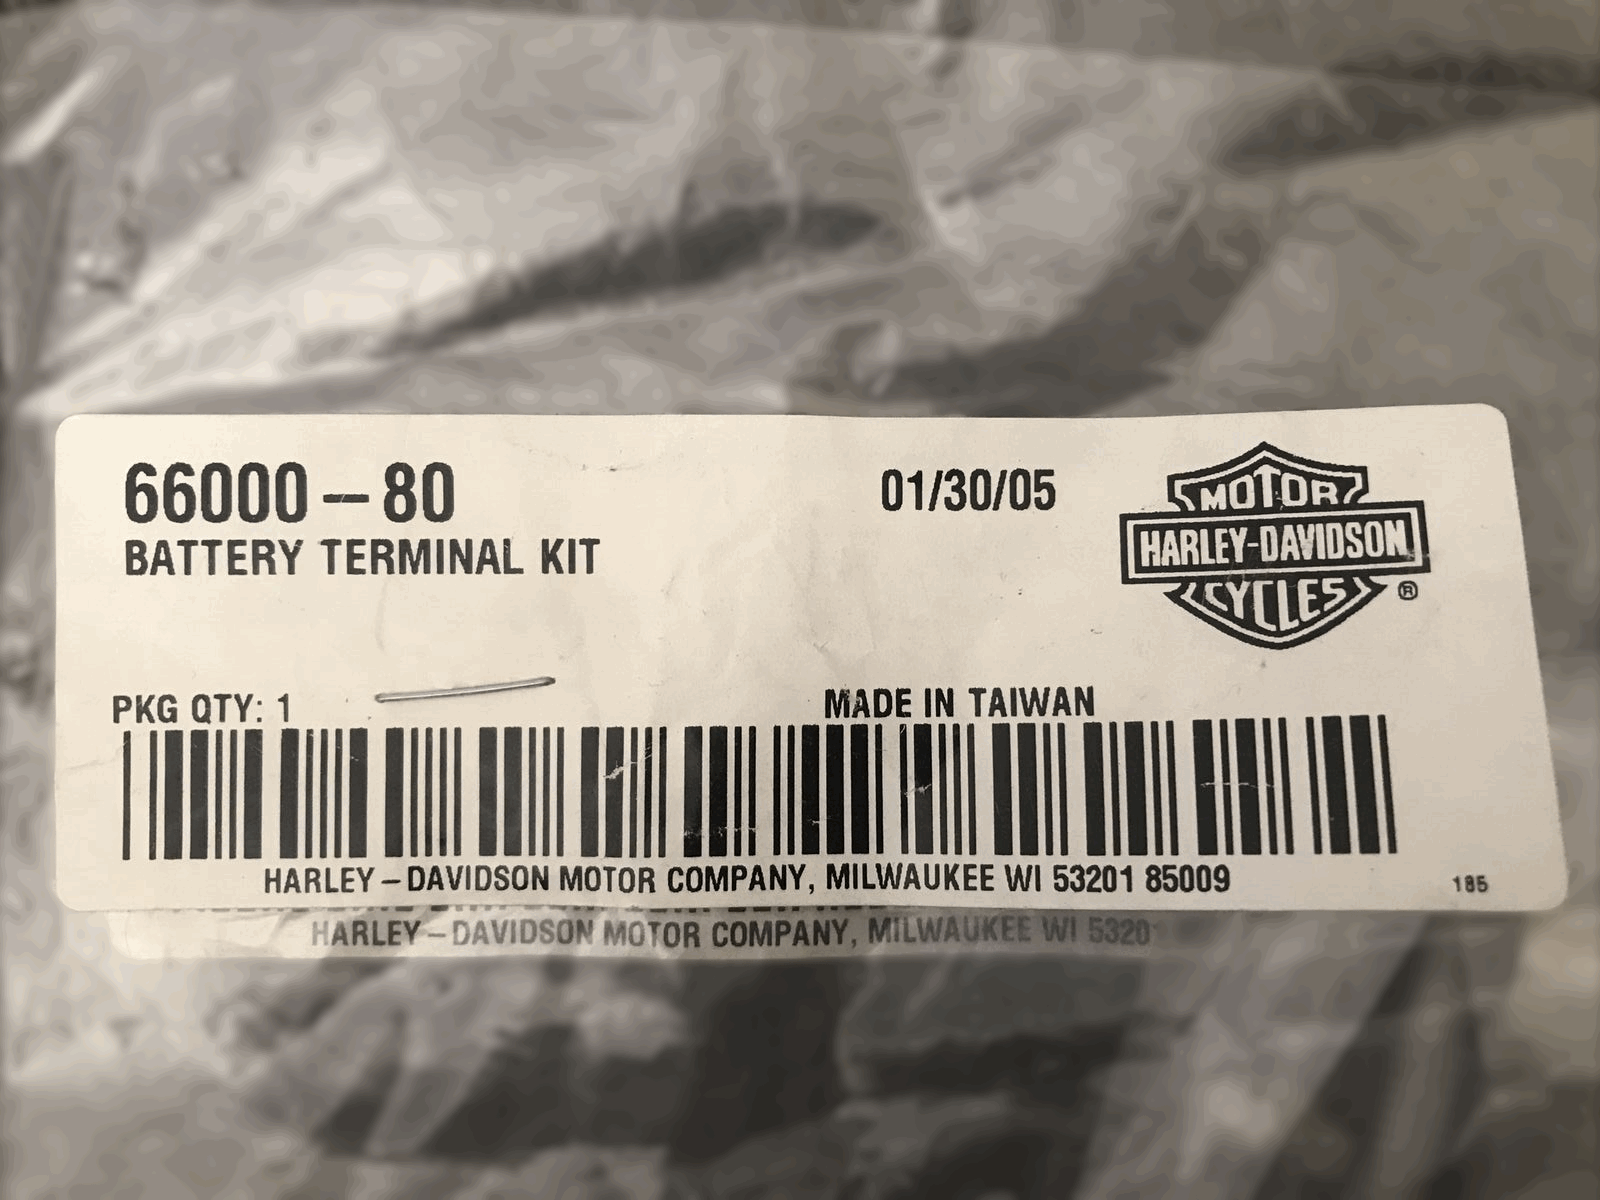 66000-80
01/30/05
BATTERY TERMINAL KIT
MOTOR
HARLEY-DAVIDSON
CYCLES
®
PKG QTY: 1
MADE IN TAIWAN
HARLEY-DAVIDSON MOTOR COMPANY, MILWAUKEE WI 53201 85009
185
HARLEY-DAVIDSON MOTOR COMPANY, MILWAUKEE WI 5320